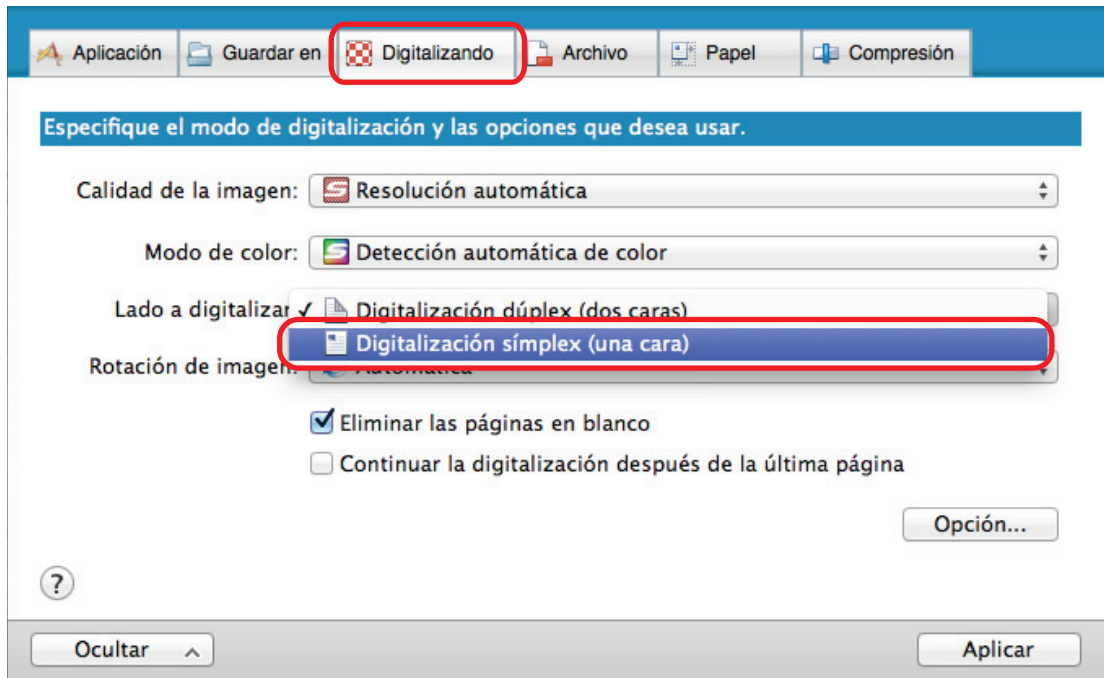 Aplicación Guardar en Digitalizando Archivo Papel Compresión
Especifique el modo de digitalización y las opciones que desea usar.
Calidad de la imagen: Resolución automática
Modo de color: Detección automática de color
Lado a digitalizar ✓ Digitalización dúplex (dos caras)
Digitalización símplex (una cara)
Rotación de imagen: Automática
Eliminar las páginas en blanco
Continuar la digitalización después de la última página
Opción...
?
Ocultar Aplicar